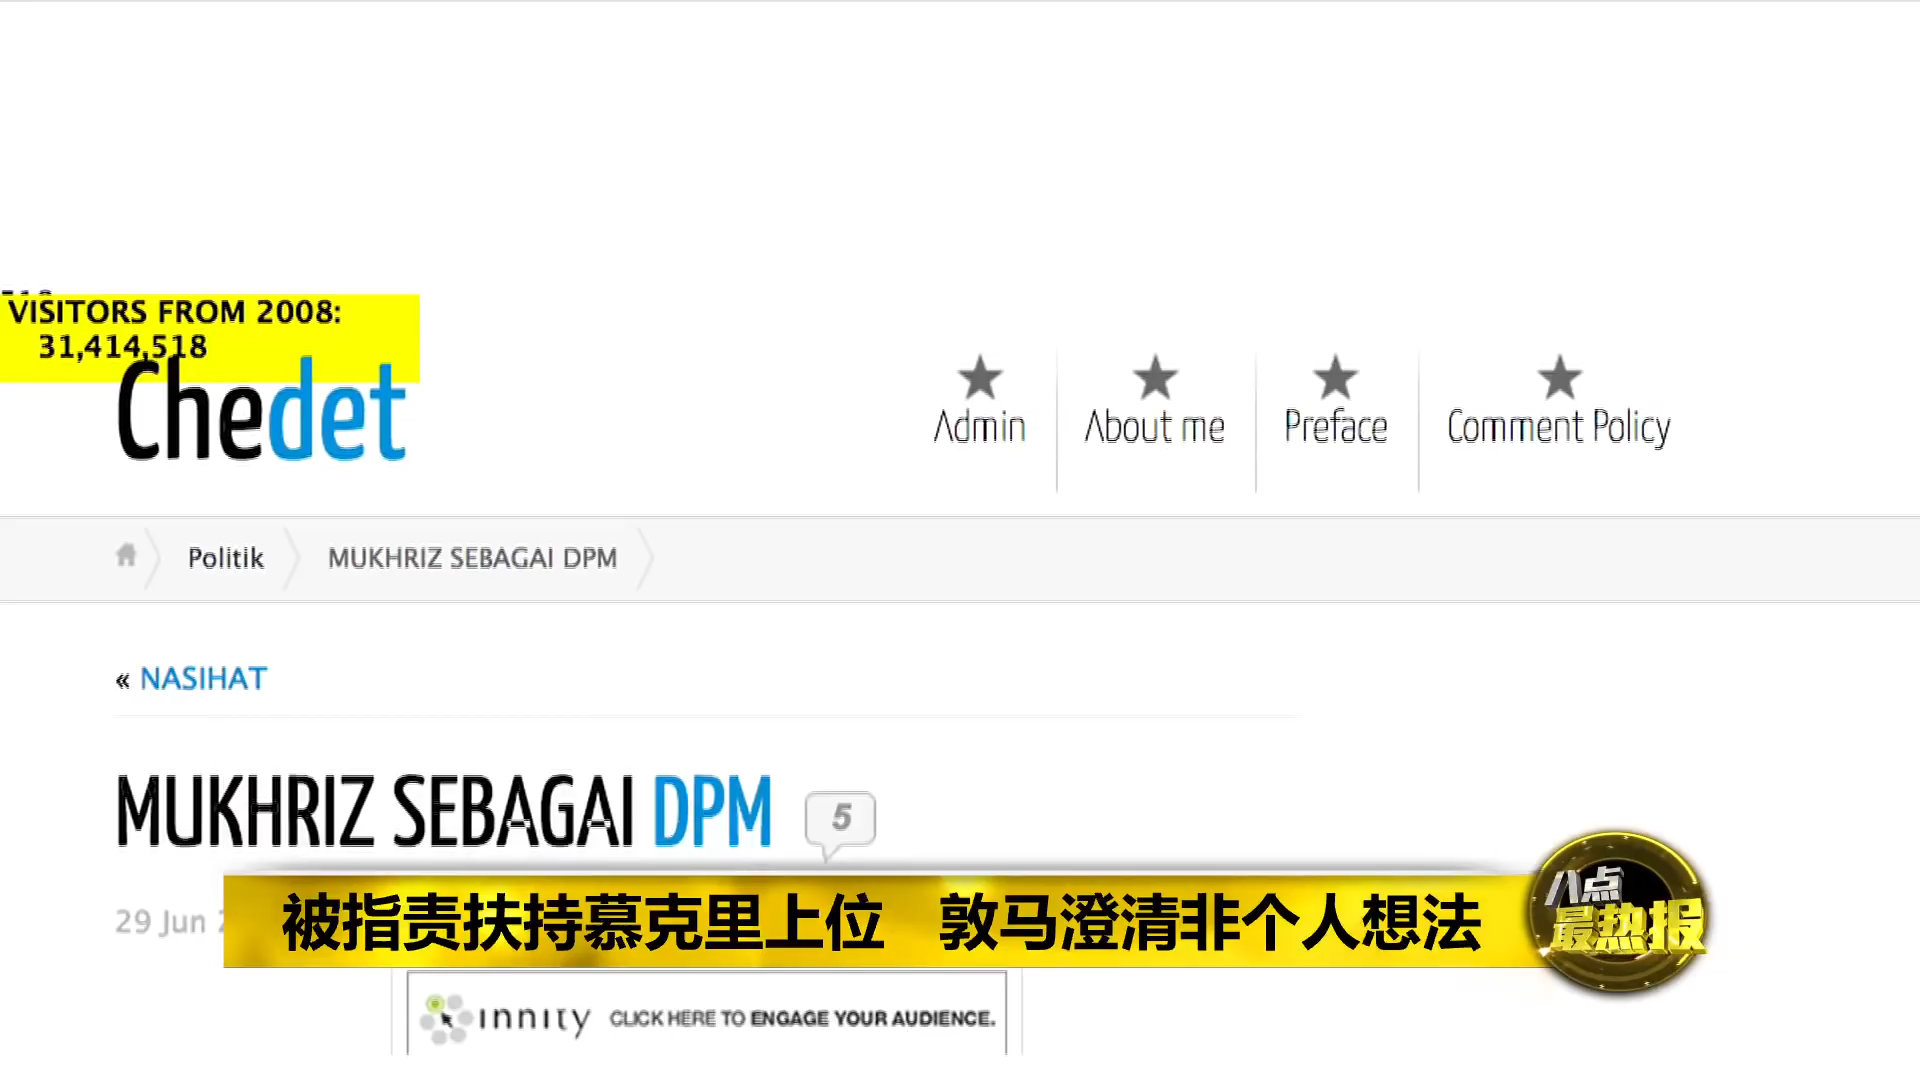 VISITORS FROM 2008:
31,414,518
Chedet
Admin
About me
Preface
Comment Policy
Politik
MUKHRIZ SEBAGAI DPM
« NASIHAT
MUKHRIZ SEBAGAI DPM
5
29 Jun
被指责扶持慕克里上位 敦马澄清非个人想法
八点
最热报
innity CLICK HERE TO ENGAGE YOUR AUDIENCE.